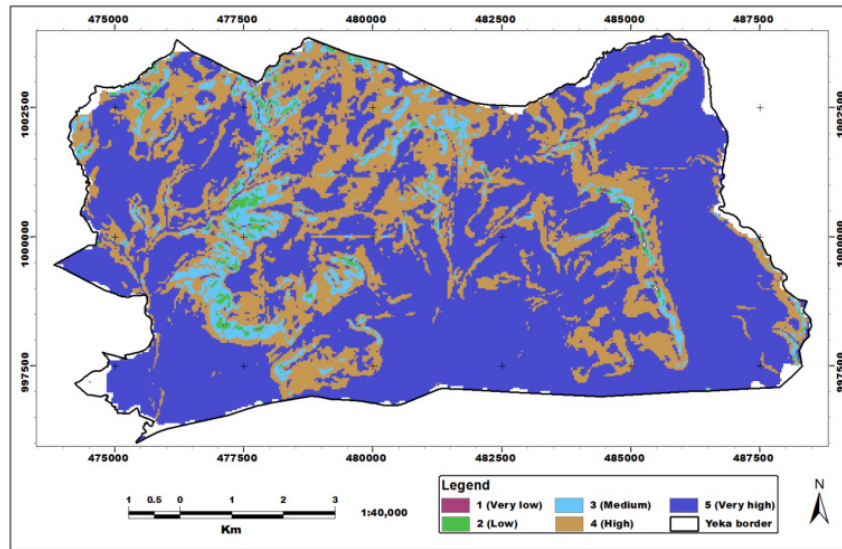 475000 477500 480000 482500 485000 487500
1002500 1002500
1000000 1000000
997500 997500
475000 477500 480000 482500 485000 487500
Legend
1 (Very low) 3 (Medium) 5 (Very high)
2 (Low) 4 (High) Yeka border
N
1 0.5 0 1 2 3 1:40,000
Km